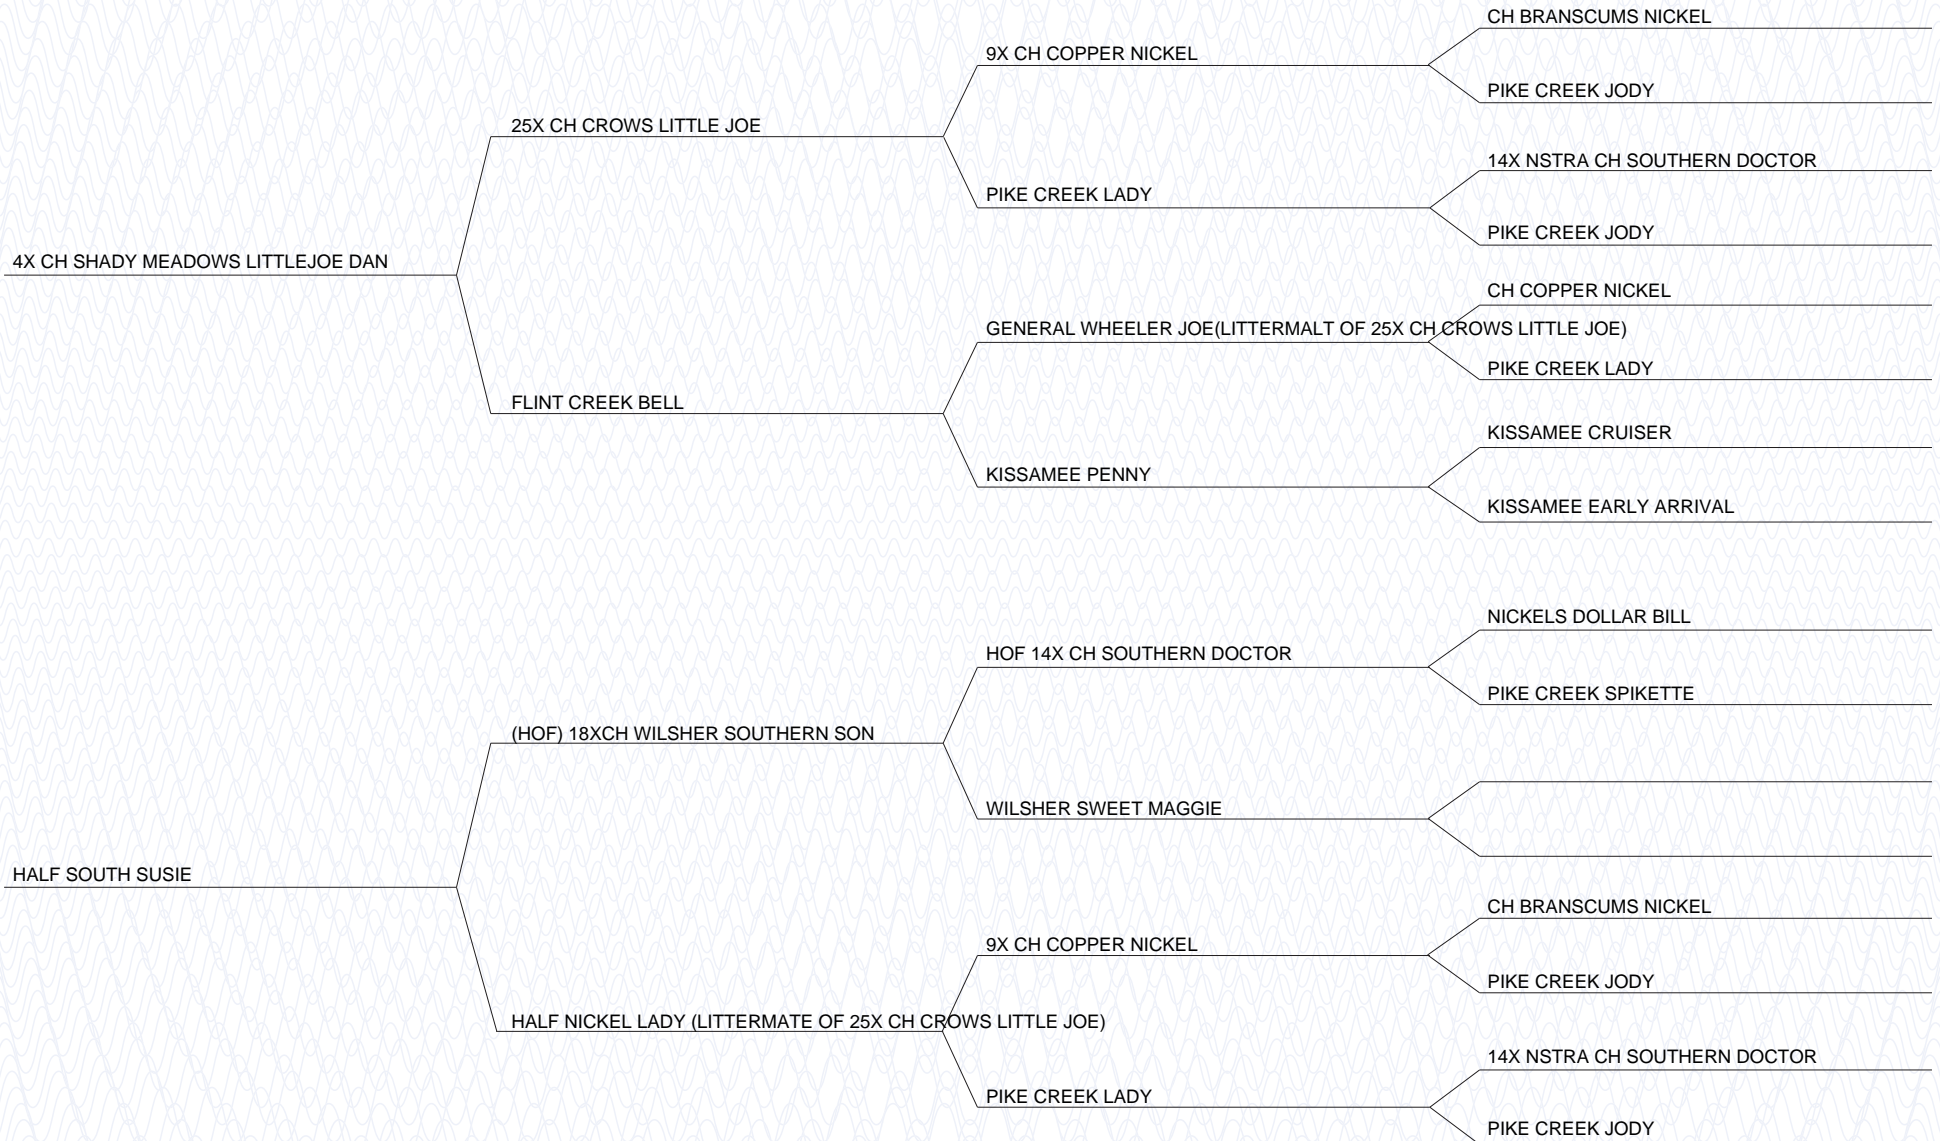 CH BRANSCUMS NICKEL
9X CH COPPER NICKEL
PIKE CREEK JODY
25X CH CROWS LITTLE JOE
14X NSTRA CH SOUTHERN DOCTOR
PIKE CREEK LADY
PIKE CREEK JODY
4X CH SHADY MEADOWS LITTLEJOE DAN
CH COPPER NICKEL
GENERAL WHEELER JOE(LITTERMALT OF 25X CH CROWS LITTLE JOE)
PIKE CREEK LADY
FLINT CREEK BELL
KISSAMEE CRUISER
KISSAMEE PENNY
KISSAMEE EARLY ARRIVAL
NICKELS DOLLAR BILL
HOF 14X CH SOUTHERN DOCTOR
PIKE CREEK SPIKETTE
(HOF) 18XCH WILSHER SOUTHERN SON
WILSHER SWEET MAGGIE
HALF SOUTH SUSIE
CH BRANSCUMS NICKEL
9X CH COPPER NICKEL
PIKE CREEK JODY
HALF NICKEL LADY (LITTERMATE OF 25X CH CROWS LITTLE JOE)
14X NSTRA CH SOUTHERN DOCTOR
PIKE CREEK LADY
PIKE CREEK JODY